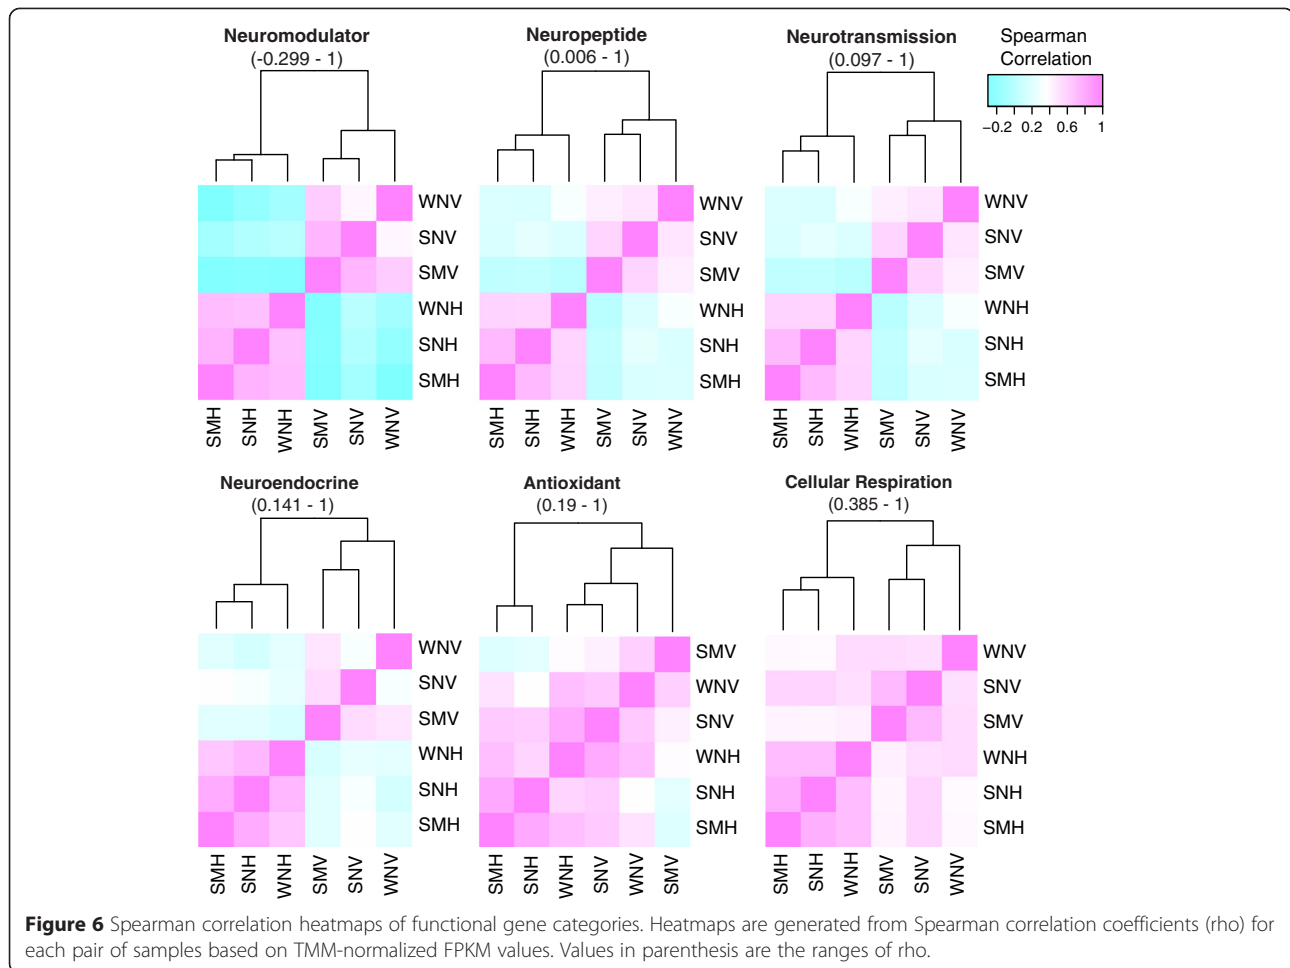 Neuromodulator
(-0.299 - 1)
Neuropeptide
(0.006 - 1)
Neurotransmission
(0.097 - 1)
Spearman
Correlation
−0.2 0.2 0.6 1
WNV
SNV
SMV
WNH
SNH
SMH
SMH SNH WNH SMV SNV WNV
WNV
SNV
SMV
WNH
SNH
SMH
SMH SNH WNH SMV SNV WNV
WNV
SNV
SMV
WNH
SNH
SMH
SMH SNH WNH SMV SNV WNV
Neuroendocrine
(0.141 - 1)
Antioxidant
(0.19 - 1)
Cellular Respiration
(0.385 - 1)
WNV
SNV
SMV
WNH
SNH
SMH
SMH SNH WNH SMV SNV WNV
SMV
WNV
SNV
WNH
SNH
SMH
SMH SNH WNH SNV WNV SMV
WNV
SNV
SMV
WNH
SNH
SMH
SMH SNH WNH SMV SNV WNV
Figure 6 Spearman correlation heatmaps of functional gene categories. Heatmaps are generated from Spearman correlation coefficients (rho) for
each pair of samples based on TMM-normalized FPKM values. Values in parenthesis are the ranges of rho.